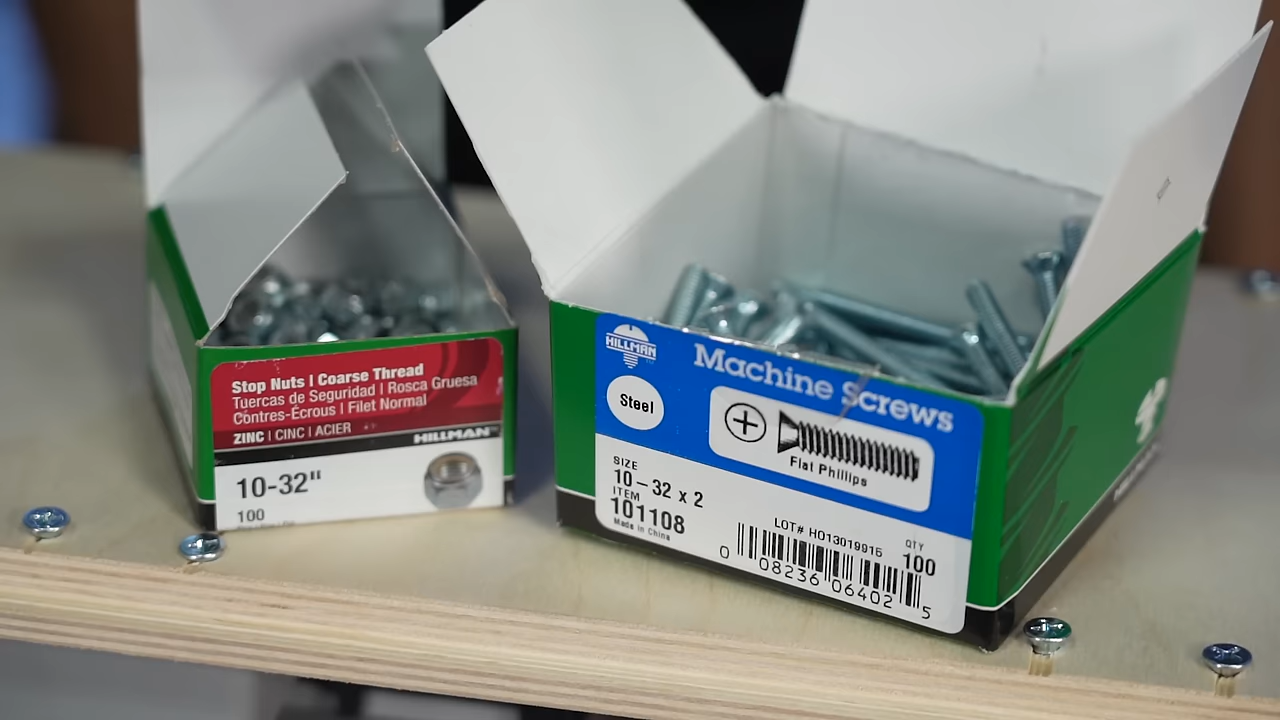 Stop Nuts | Coarse Thread
Tuercas de Seguridad | Rosca Gruesa
Contres-Écrous | Filet Normal
ZINC | CINC | ACIER
HILLMAN
10-32"
100
HILLMAN
Machine Screws
Steel
Flat Phillips
SIZE
10-32 x 2
ITEM
101108
Made in China
LOT# HO13019915
QTY
100
0 08236 06402 5